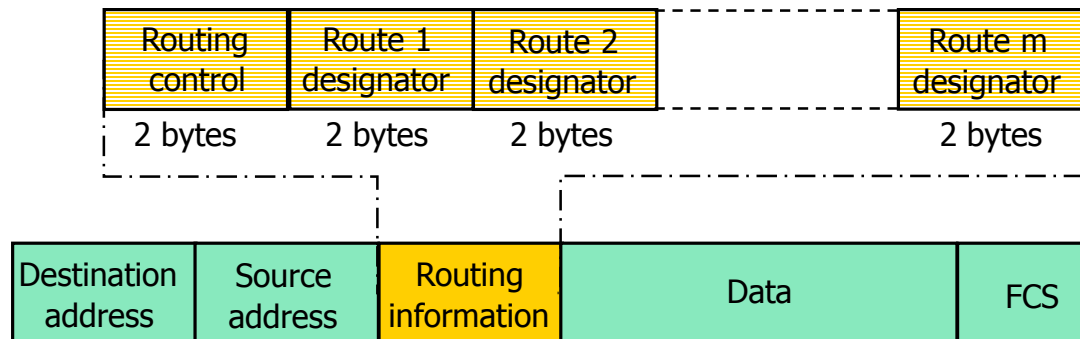 Routing
control
Route 1
designator
Route 2
designator
Route m
designator
2 bytes
2 bytes
2 bytes
2 bytes
Destination
address
Source
address
Routing
information
Data
FCS